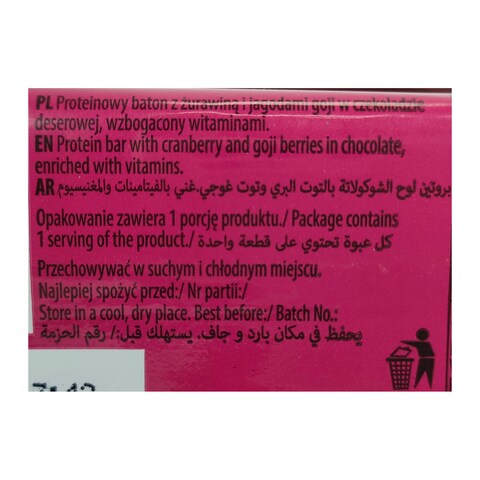 PL Proteinowy baton z żurawiną i jagodami goji w czekoladzie
deserowej, wzbogacony witaminami.
EN Protein bar with cranberry and goji berries in chocolate,
enriched with vitamins.
AR بروتين لوح الشوكولاتة بالتوت البري وتوت غوجي.غني بالفيتامينات والمغنيسيوم
Opakowanie zawiera 1 porcję produktu./ Package contains
1 serving of the product./ كل عبوة تحتوي على قطعة واحدة
Przechowywać w suchym i chłodnym miejscu.
Najlepiej spożyć przed:/ Nr partii:/
Store in a cool, dry place. Best before:/ Batch No.:
يحفظ في مكان بارد و جاف. يستهلك قبل:/ رقم الحزمة